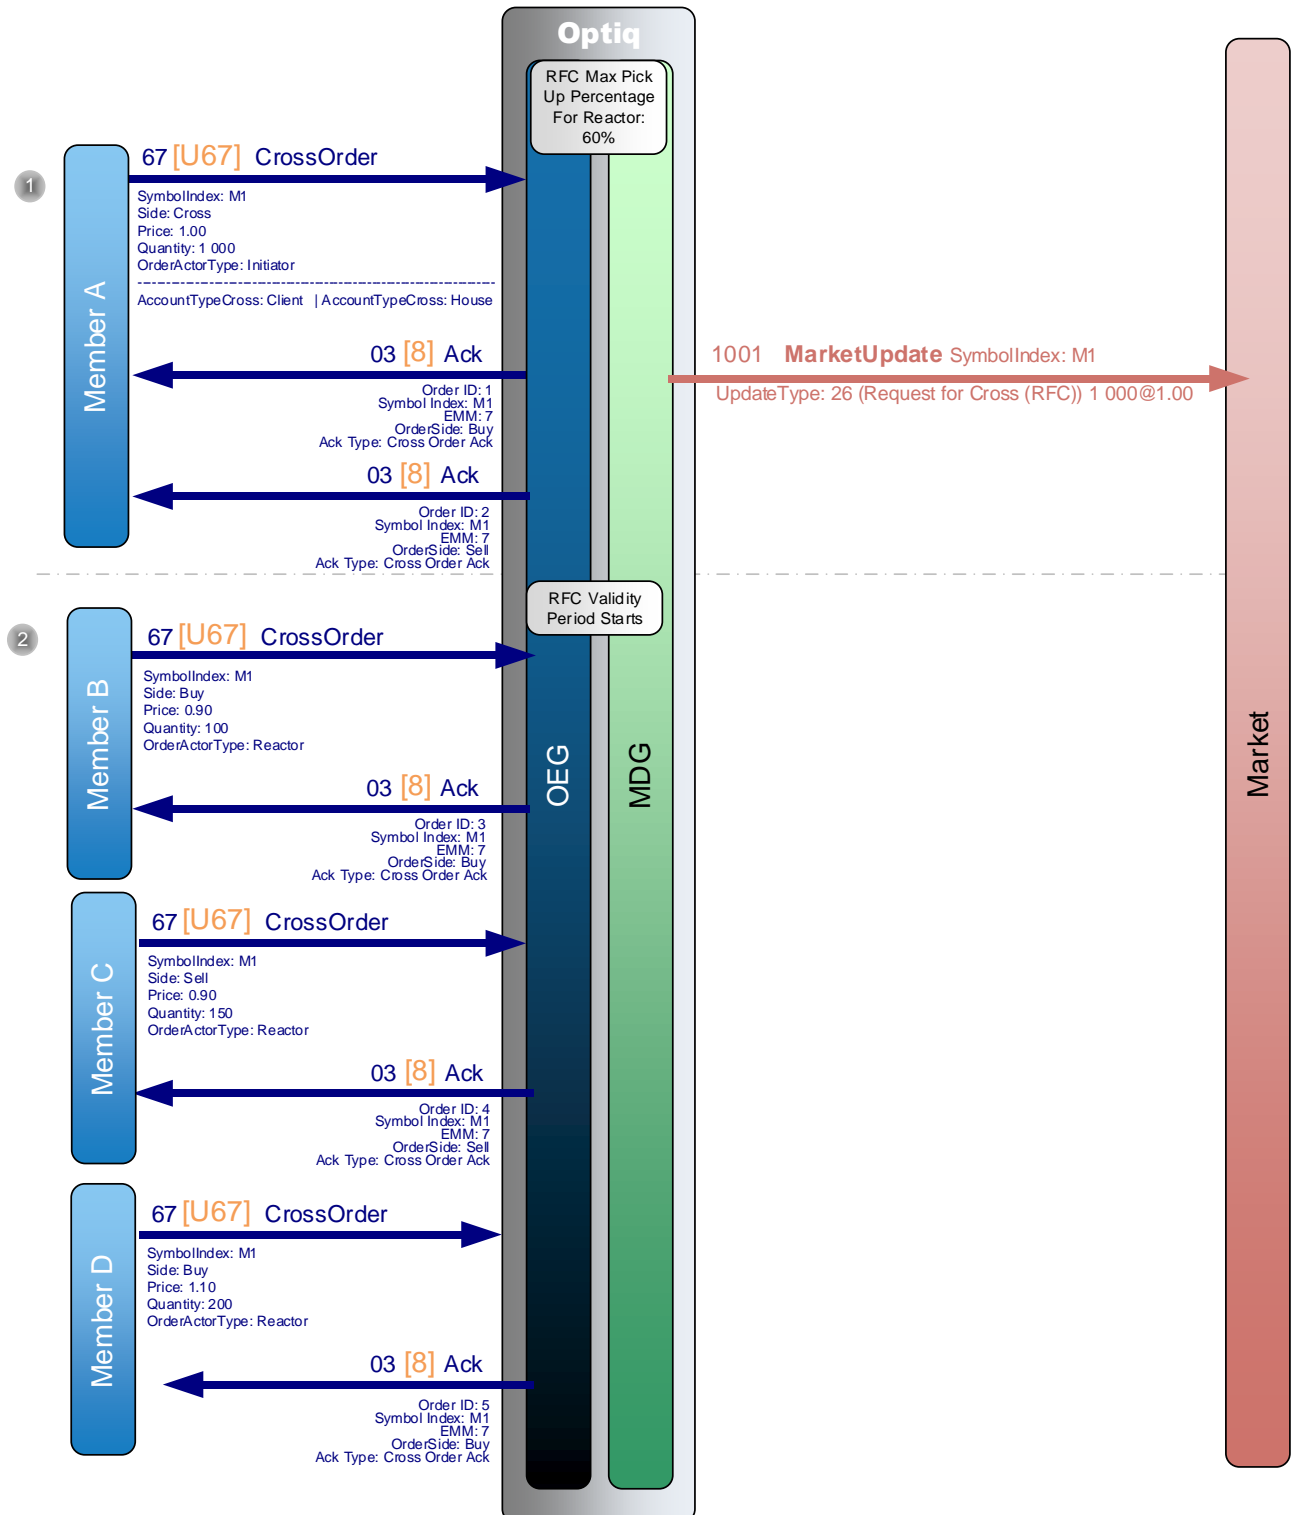 Optiq
RFC Max Pick
Up Percentage
For Reactor:
60%
1
Member A
67 [U67] CrossOrder
SymbolIndex: M1
Side: Cross
Price: 1.00
Quantity: 1 000
OrderActorType: Initiator
AccountTypeCross: Client | AccountTypeCross: House
03 [8] Ack
Order ID: 1
Symbol Index: M1
EMM: 7
OrderSide: Buy
Ack Type: Cross Order Ack
1001 MarketUpdate SymbolIndex: M1
UpdateType: 26 (Request for Cross (RFC)) 1 000@1.00
03 [8] Ack
Order ID: 2
Symbol Index: M1
EMM: 7
OrderSide: Sell
Ack Type: Cross Order Ack
RFC Validity
Period Starts
2
Member B
67 [U67] CrossOrder
SymbolIndex: M1
Side: Buy
Price: 0.90
Quantity: 100
OrderActorType: Reactor
03 [8] Ack
Order ID: 3
Symbol Index: M1
EMM: 7
OrderSide: Buy
Ack Type: Cross Order Ack
OEG
MDG
Market
Member C
67 [U67] CrossOrder
SymbolIndex: M1
Side: Sell
Price: 0.90
Quantity: 150
OrderActorType: Reactor
03 [8] Ack
Order ID: 4
Symbol Index: M1
EMM: 7
OrderSide: Sell
Ack Type: Cross Order Ack
Member D
67 [U67] CrossOrder
SymbolIndex: M1
Side: Buy
Price: 1.10
Quantity: 200
OrderActorType: Reactor
03 [8] Ack
Order ID: 5
Symbol Index: M1
EMM: 7
OrderSide: Buy
Ack Type: Cross Order Ack